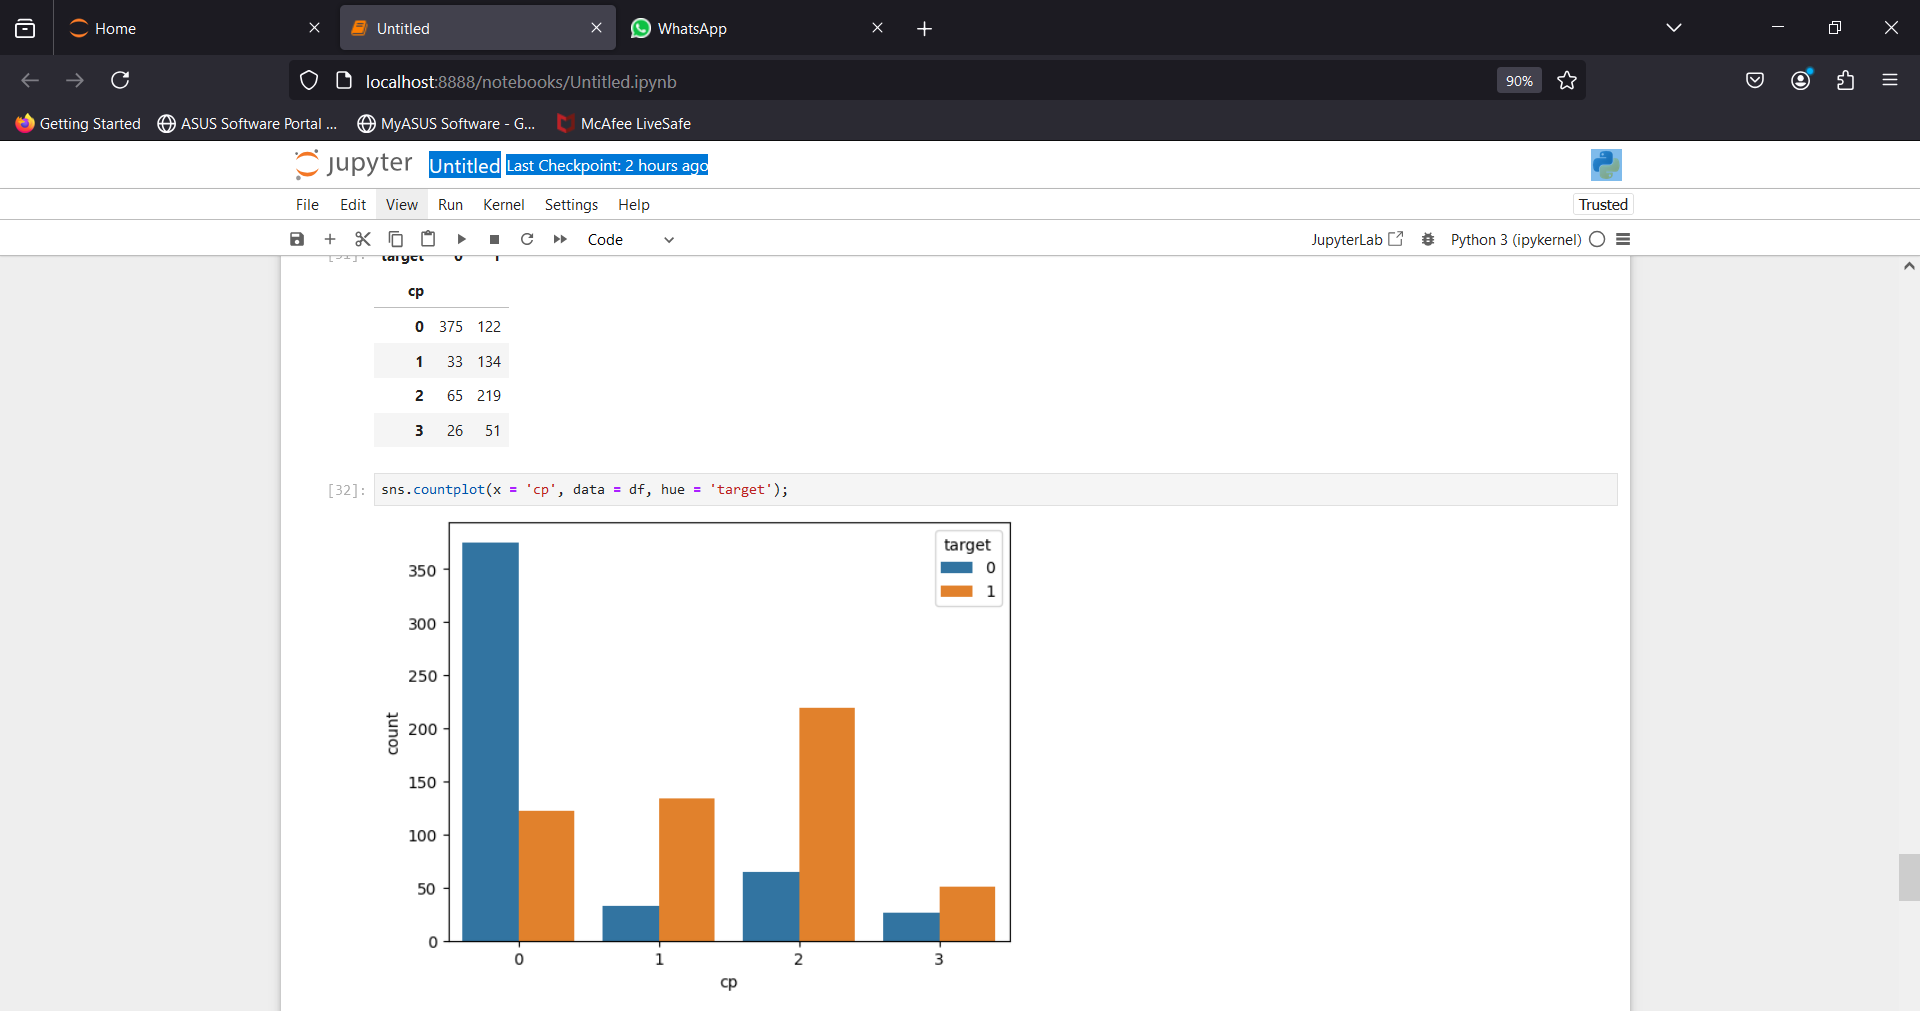 Home
Untitled
WhatsApp
localhost:8888/notebooks/Untitled.ipynb
90%
Getting Started
ASUS Software Portal ...
MyASUS Software - G...
McAfee LiveSafe
jupyter Untitled Last Checkpoint: 2 hours ago
File Edit View Run Kernel Settings Help
Trusted
Code
JupyterLab
Python 3 (ipykernel)
[31]: target 0 1
cp
0 375 122
1 33 134
2 65 219
3 26 51
[32]: sns.countplot(x = 'cp', data = df, hue = 'target');
target
0
1
350
300
250
200
150
100
50
0
count
0 1 2 3
cp